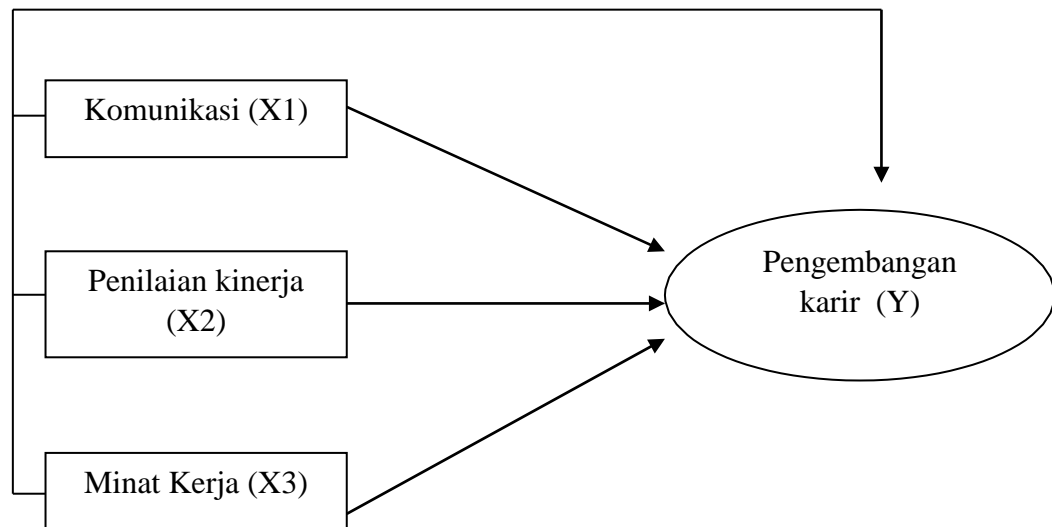 Komunikasi (X1)
Penilaian kinerja
(X2)
Minat Kerja (X3)
Pengembangan
karir (Y)